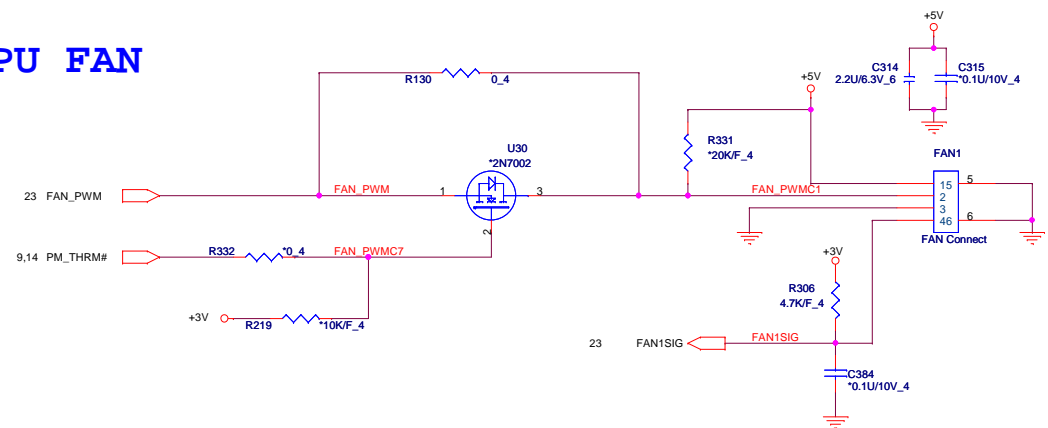 PU FAN
+5V
C314
2.2U/6.3V_6
C315
*0.1U/10V_4
R130
0_4
+5V
R331
*20K/F_4
FAN1
U30
*2N7002
23 FAN_PWM
FAN_PWM
1
3
FAN_PWMC1
15
2
3
46
5
6
FAN Connect
2
9,14 PM_THRM#
R332
*0_4
FAN_PWMC7
+3V
R219
*10K/F_4
+3V
R306
4.7K/F_4
23 FAN1SIG
FAN1SIG
C384
*0.1U/10V_4